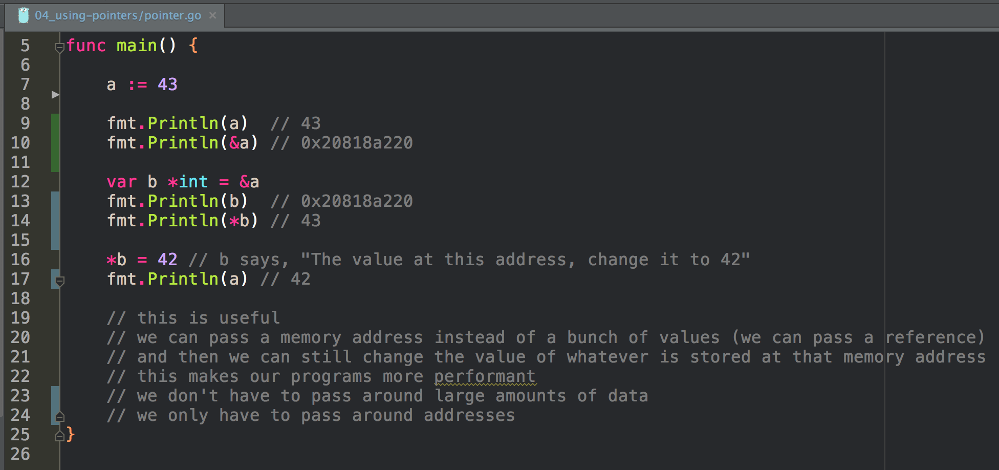 04_using-pointers/pointer.go ×
5 func main() {
6
7     a := 43
8
9     fmt.Println(a)  // 43
10     fmt.Println(&a) // 0x20818a220
11
12     var b *int = &a
13     fmt.Println(b)  // 0x20818a220
14     fmt.Println(*b) // 43
15
16     *b = 42 // b says, "The value at this address, change it to 42"
17     fmt.Println(a) // 42
18
19     // this is useful
20     // we can pass a memory address instead of a bunch of values (we can pass a reference)
21     // and then we can still change the value of whatever is stored at that memory address
22     // this makes our programs more performant
23     // we don't have to pass around large amounts of data
24     // we only have to pass around addresses
25 }
26